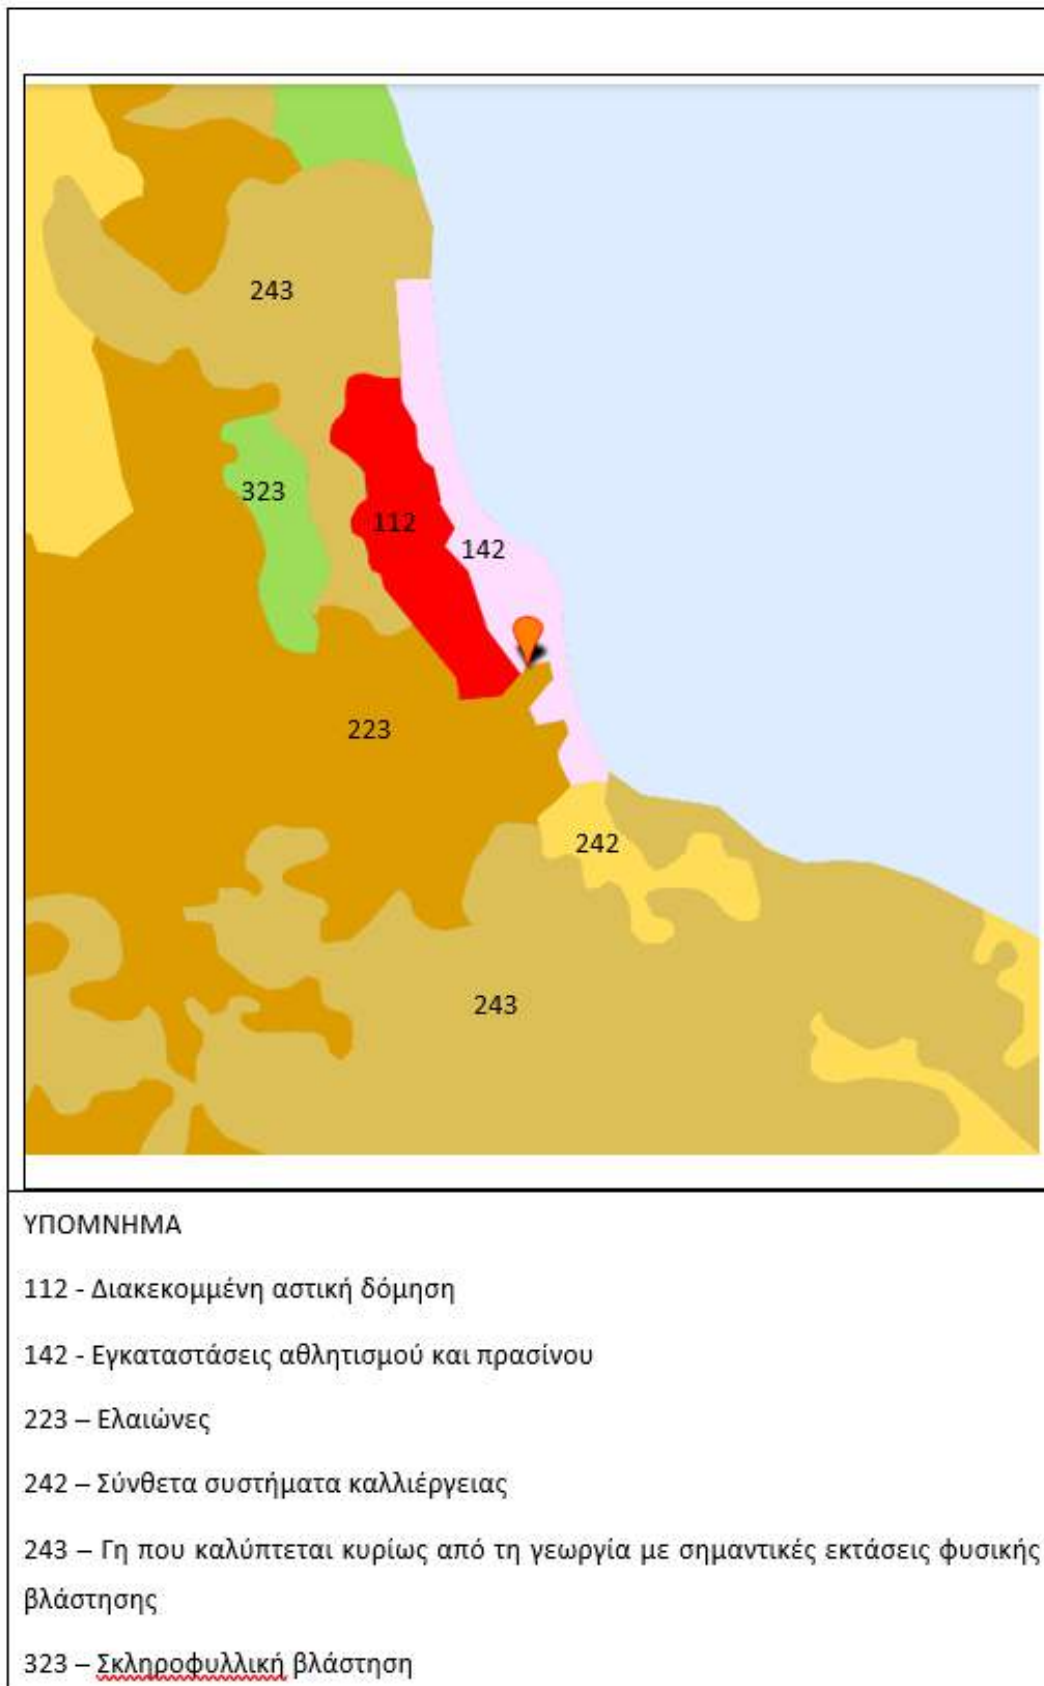 243
323
112
142
223
242
243
ΥΠΟΜΝΗΜΑ
112 - Διακεκομμένη αστική δόμηση
142 - Εγκαταστάσεις αθλητισμού και πρασίνου
223 – Ελαιώνες
242 – Σύνθετα συστήματα καλλιέργειας
243 – Γη που καλύπτεται κυρίως από τη γεωργία με σημαντικές εκτάσεις φυσικής
βλάστησης
323 – Σκληροφυλλική βλάστηση